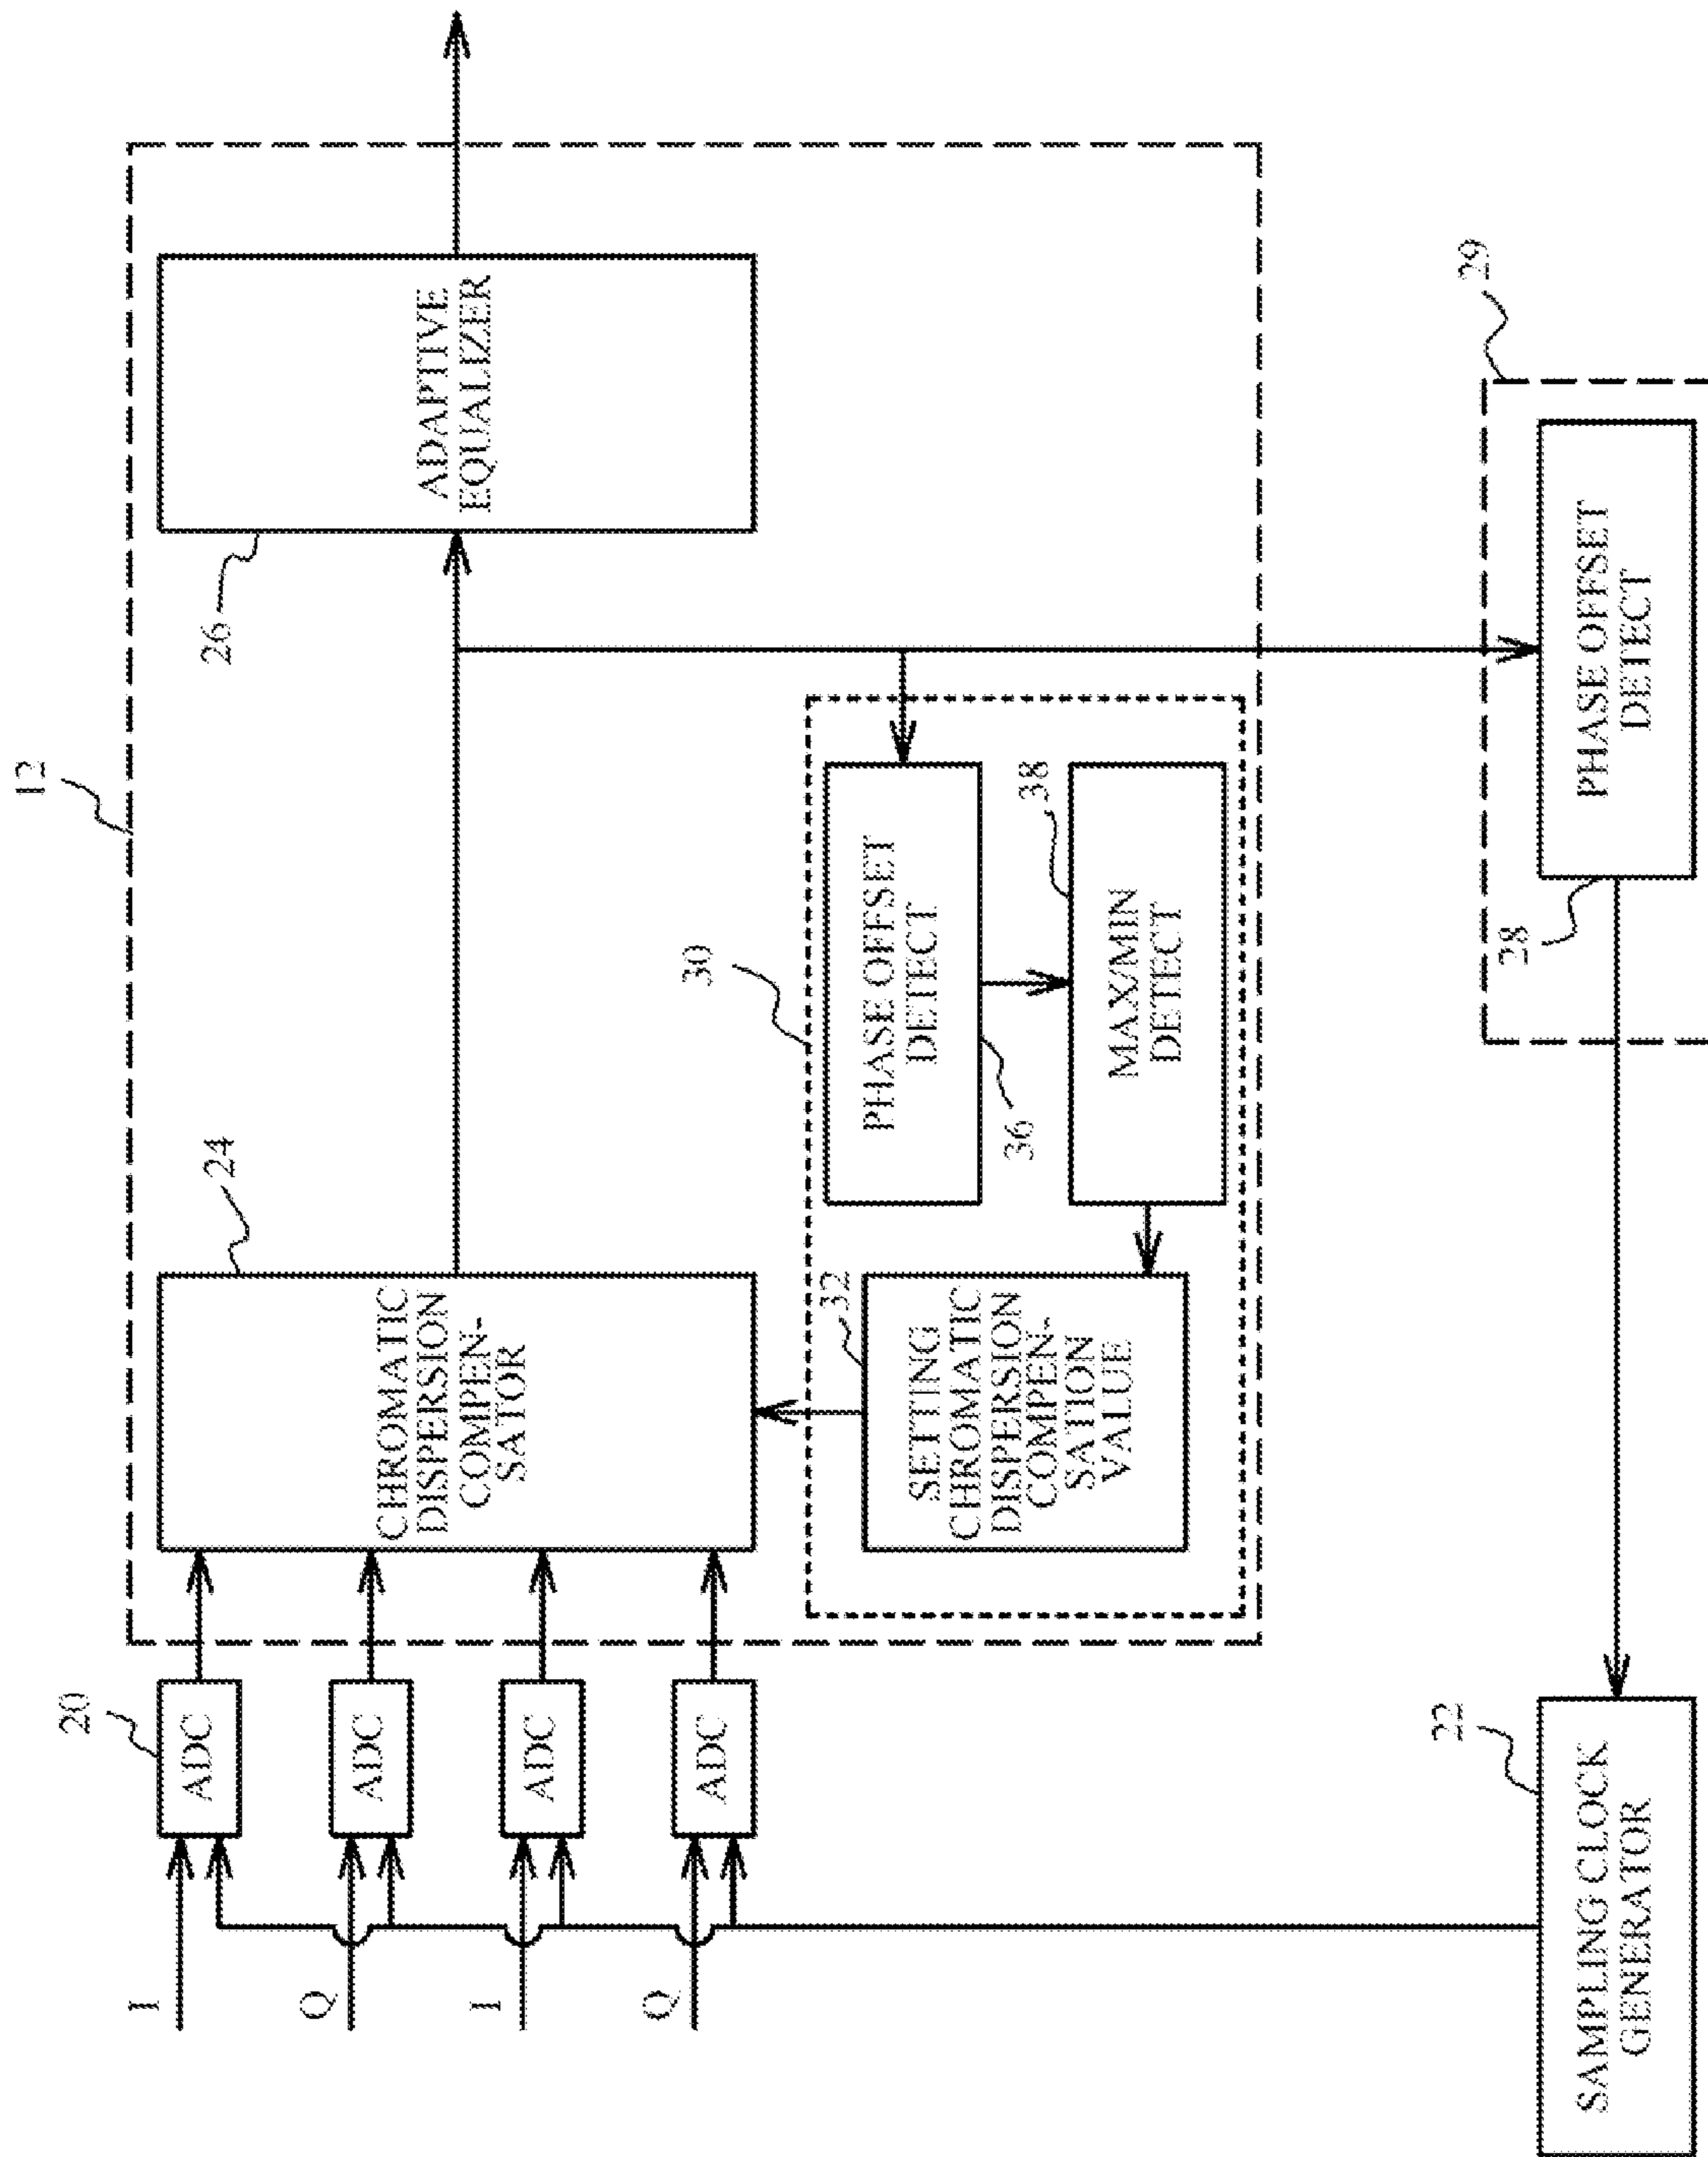 12
I
Q
I
Q
20
ADC
ADC
ADC
ADC
24
CHROMATIC
DISPERSION
COMPEN-
SATOR
26
ADAPTIVE
EQUALIZER
30
32
SETTING
CHROMATIC
DISPERSION
COMPEN-
SATION
VALUE
PHASE OFFSET
DETECT
36
38
MAX/MIN
DETECT
22
SAMPLING CLOCK
GENERATOR
29
28
PHASE OFFSET
DETECT